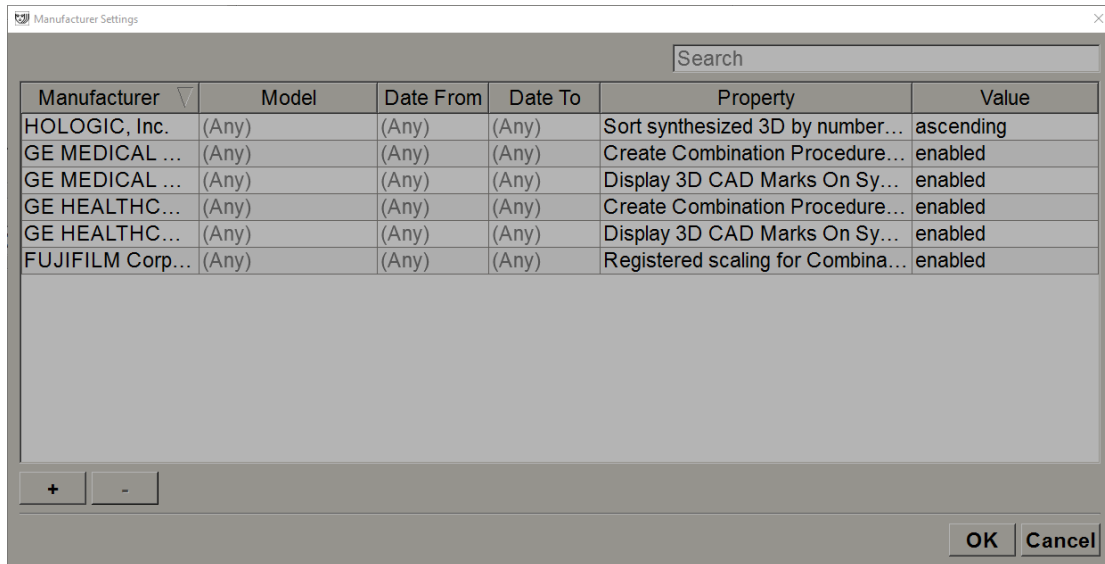 Manufacturer Settings
Search
Manufacturer Model Date From Date To Property Value
HOLOGIC, Inc. (Any) (Any) (Any) Sort synthesized 3D by number... ascending
GE MEDICAL ... (Any) (Any) (Any) Create Combination Procedure... enabled
GE MEDICAL ... (Any) (Any) (Any) Display 3D CAD Marks On Sy... enabled
GE HEALTHC... (Any) (Any) (Any) Create Combination Procedure... enabled
GE HEALTHC... (Any) (Any) (Any) Display 3D CAD Marks On Sy... enabled
FUJIFILM Corp... (Any) (Any) (Any) Registered scaling for Combina... enabled
+ -
OK Cancel